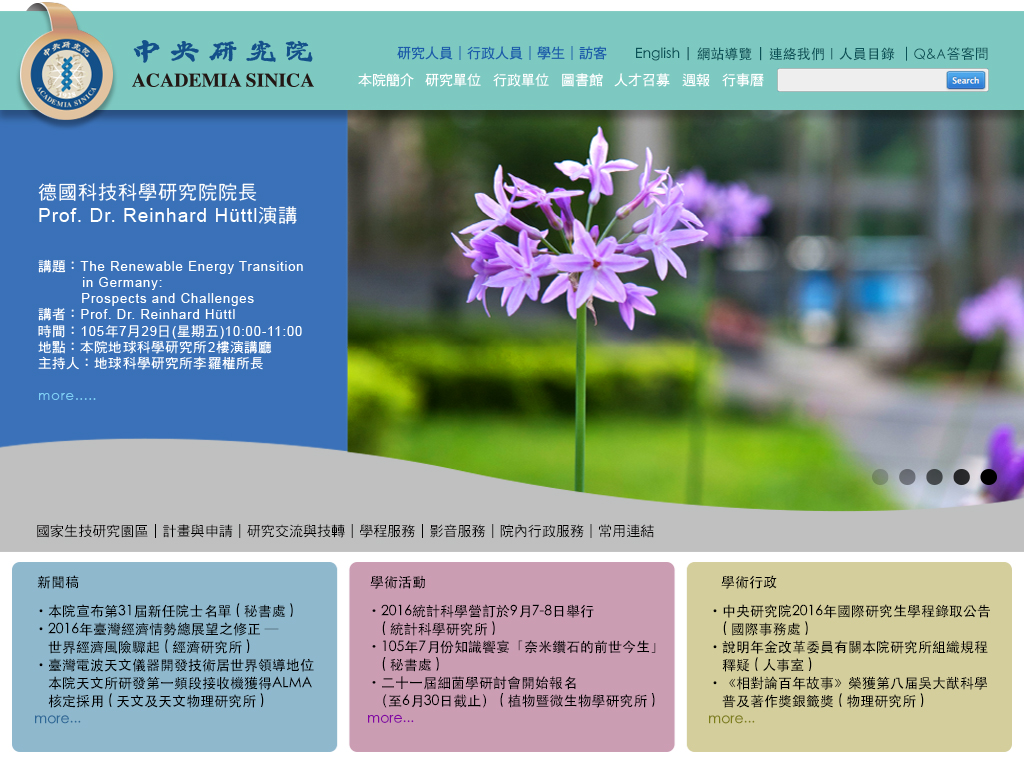 中央研究院
ACADEMIA SINICA
中央研究院
ACADEMIA SINICA
研究人員｜行政人員｜學生｜訪客
English | 網站導覽 | 連絡我們 | 人員目錄 | Q&A答客問
本院簡介 研究單位 行政單位 圖書館 人才召募 週報 行事曆
Search
德國科技科學研究院院長
Prof. Dr. Reinhard Hüttl演講
講題：The Renewable Energy Transition
in Germany:
Prospects and Challenges
講者：Prof. Dr. Reinhard Hüttl
時間：105年7月29日(星期五)10:00-11:00
地點：本院地球科學研究所2樓演講廳
主持人：地球科學研究所李羅權所長
more.....
國家生技研究園區｜計畫與申請｜研究交流與技轉｜學程服務｜影音服務｜院內行政服務｜常用連結
新聞稿
・本院宣布第31屆新任院士名單 ( 秘書處 )
・2016年臺灣經濟情勢總展望之修正 ─
世界經濟風險驟起 ( 經濟研究所 )
・臺灣電波天文儀器開發技術居世界領導地位
本院天文所研發第一頻段接收機獲得ALMA
核定採用 ( 天文及天文物理研究所 )
more...
學術活動
・2016統計科學營訂於9月7-8日舉行
( 統計科學研究所 )
・105年7月份知識饗宴「奈米鑽石的前世今生」
( 秘書處 )
・二十一屆細菌學研討會開始報名
（至6月30日截止） ( 植物暨微生物學研究所 )
more...
學術行政
・中央研究院2016年國際研究生學程錄取公告
( 國際事務處 )
・說明年金改革委員有關本院研究所組織規程
釋疑 ( 人事室 )
・《相對論百年故事》榮獲第八屆吳大猷科學
普及著作獎銀籤獎 ( 物理研究所 )
more...